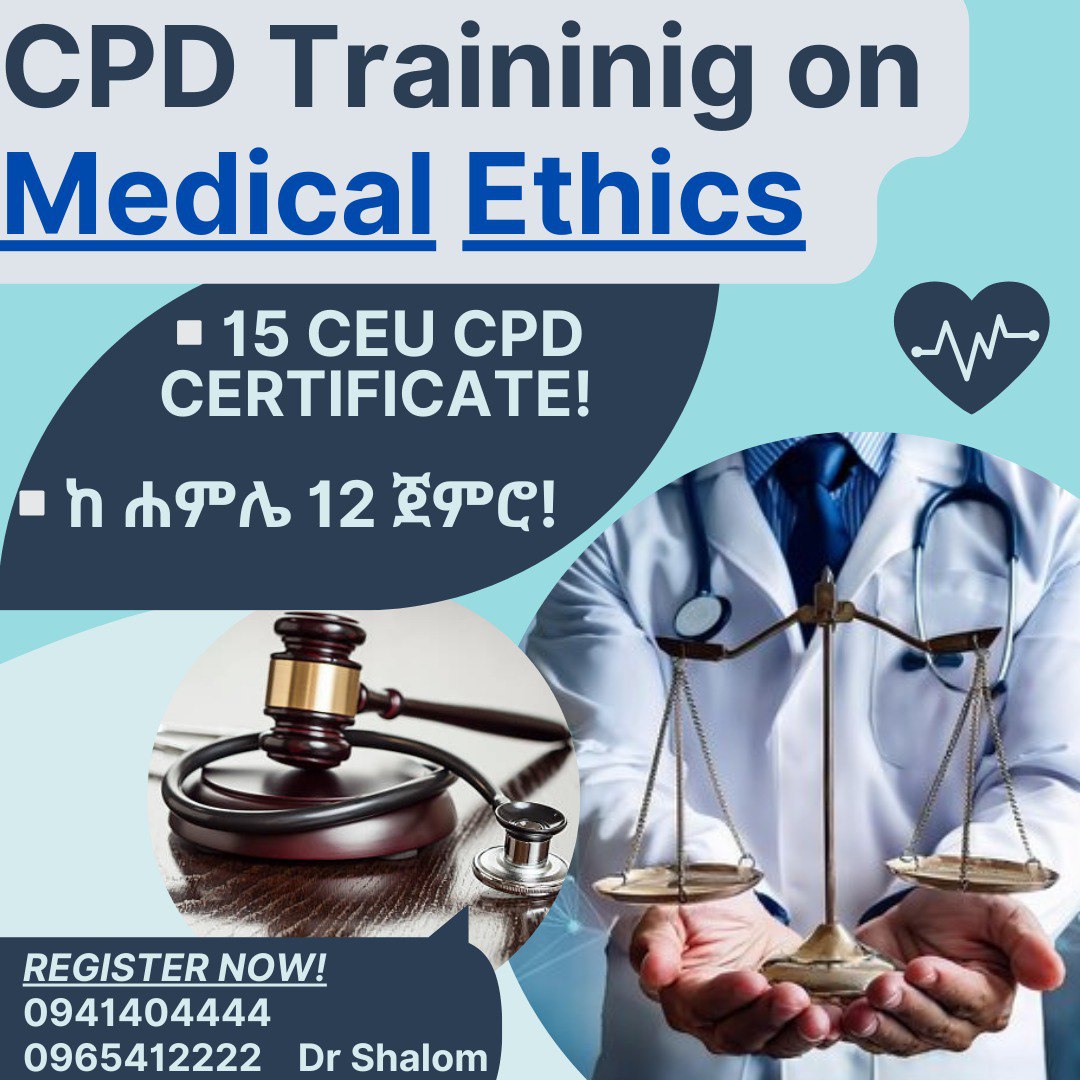 CPD Traininig on
Medical Ethics
▪ 15 CEU CPD
CERTIFICATE!
▪ ከ ሐምሌ 12 ጀምሮ!
REGISTER NOW!
0941404444
0965412222 Dr Shalom